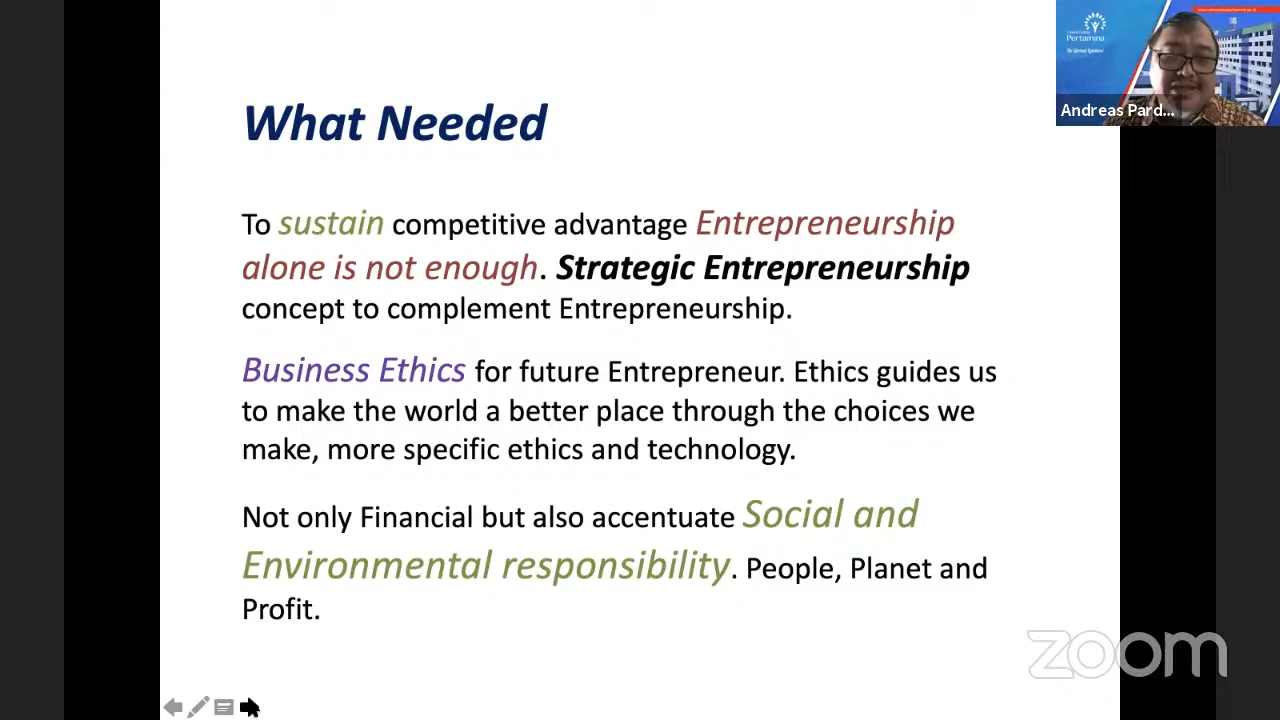 What Needed
To sustain competitive advantage Entrepreneurship
alone is not enough. Strategic Entrepreneurship
concept to complement Entrepreneurship.
Business Ethics for future Entrepreneur. Ethics guides us
to make the world a better place through the choices we
make, more specific ethics and technology.
Not only Financial but also accentuate Social and
Environmental responsibility. People, Planet and
Profit.
Pertamina
Andreas Pard...
zoom